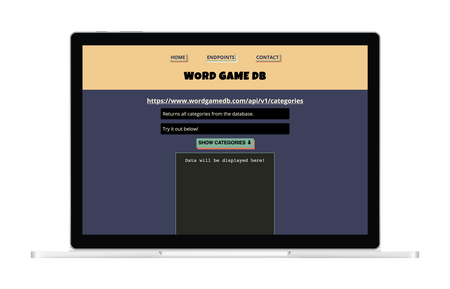 HOME ENDPOINTS CONTACT
WORD GAME DB
https://www.wordgamedb.com/api/v1/categories
Returns all categories from the database.
Try it out below!
SHOW CATEGORIES ⬇
Data will be displayed here!